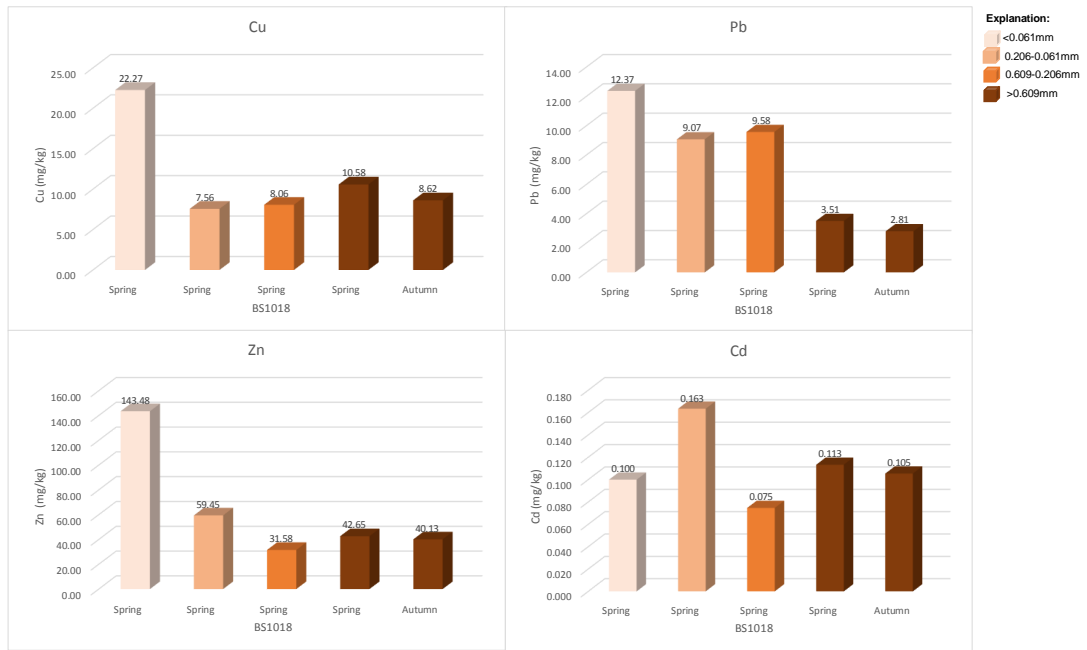 Cu
Cu (mg/kg)
25.00
20.00
15.00
10.00
5.00
0.00
22.27
7.56
8.06
10.58
8.62
Spring Spring Spring Spring Autumn
BS1018
Pb
Pb (mg/kg)
14.00
12.00
10.00
8.00
6.00
4.00
2.00
0.00
12.37
9.07
9.58
3.51
2.81
Spring Spring Spring Spring Autumn
BS1018
Explanation:
<0.061mm
0.206-0.061mm
0.609-0.206mm
>0.609mm
Zn
Zn (mg/kg)
160.00
140.00
120.00
100.00
80.00
60.00
40.00
20.00
0.00
143.48
59.45
31.58
42.65
40.13
Spring Spring Spring Spring Autumn
BS1018
Cd
Cd (mg/kg)
0.180
0.160
0.140
0.120
0.100
0.080
0.060
0.040
0.020
0.000
0.100
0.163
0.075
0.113
0.105
Spring Spring Spring Spring Autumn
BS1018